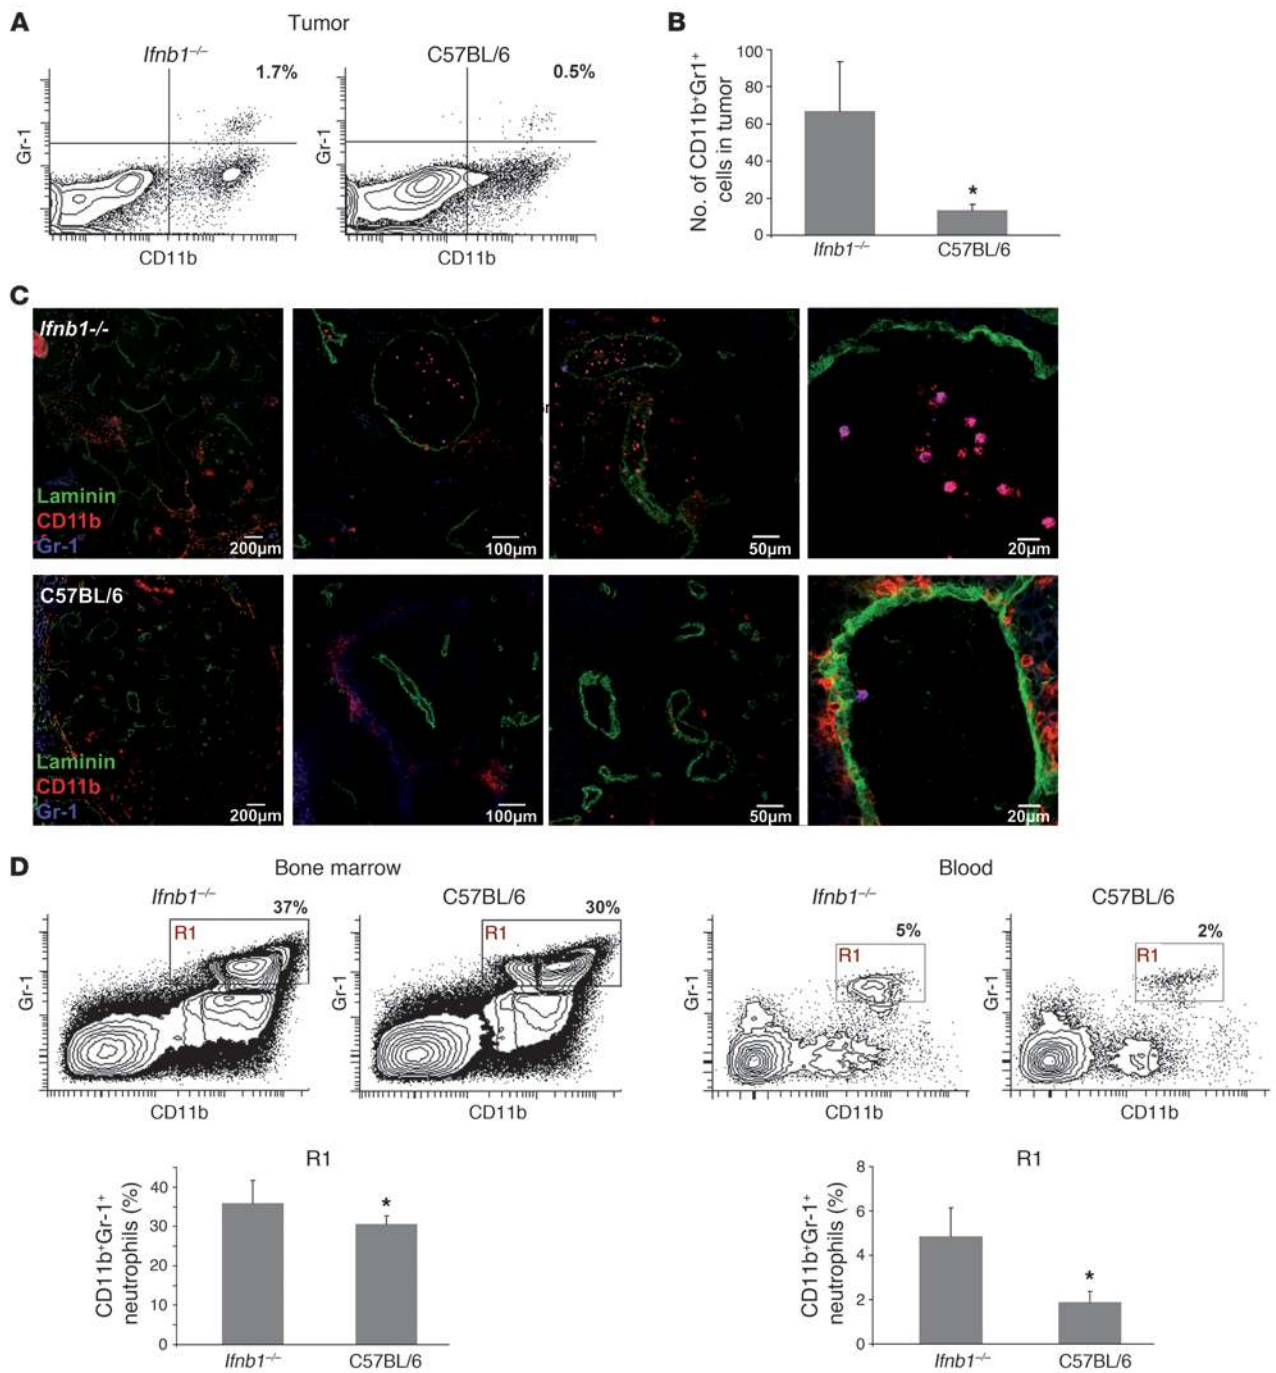 A
Tumor
Ifnb1–/–
C57BL/6
1.7%
0.5%
Gr-1
Gr-1
CD11b
CD11b
B
No. of CD11b+Gr1+
cells in tumor
100
80
60
40
20
0
*
Ifnb1–/–
C57BL/6
C
Ifnb1-/-
Laminin
CD11b
Gr-1
200µm
100µm
50µm
20µm
C57BL/6
Laminin
CD11b
Gr-1
200µm
100µm
50µm
20µm
D
Bone marrow
Blood
Ifnb1–/–
C57BL/6
Ifnb1–/–
C57BL/6
37%
30%
5%
2%
R1
R1
R1
R1
Gr-1
Gr-1
Gr-1
Gr-1
CD11b
CD11b
CD11b
CD11b
R1
CD11b+Gr-1+
neutrophils (%)
40
30
20
10
0
*
Ifnb1–/–
C57BL/6
R1
CD11b+Gr-1+
neutrophils (%)
8
6
4
2
0
*
Ifnb1–/–
C57BL/6